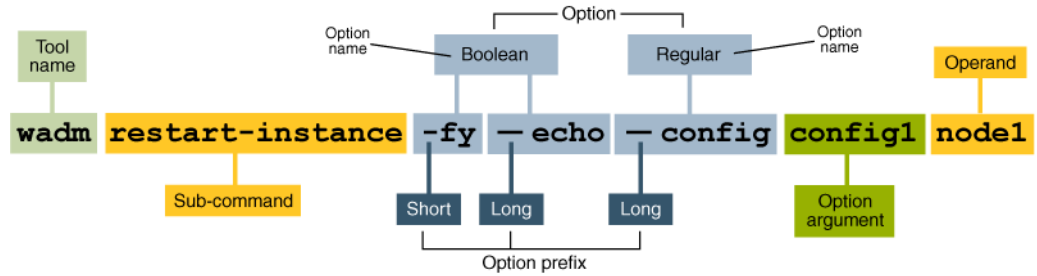 Option
Tool
name
Option
name
Boolean
Regular
Option
name
Operand
wadm restart-instance -fy — echo — config config1 node1
Sub-command
Short
Long
Long
Option
argument
Option prefix